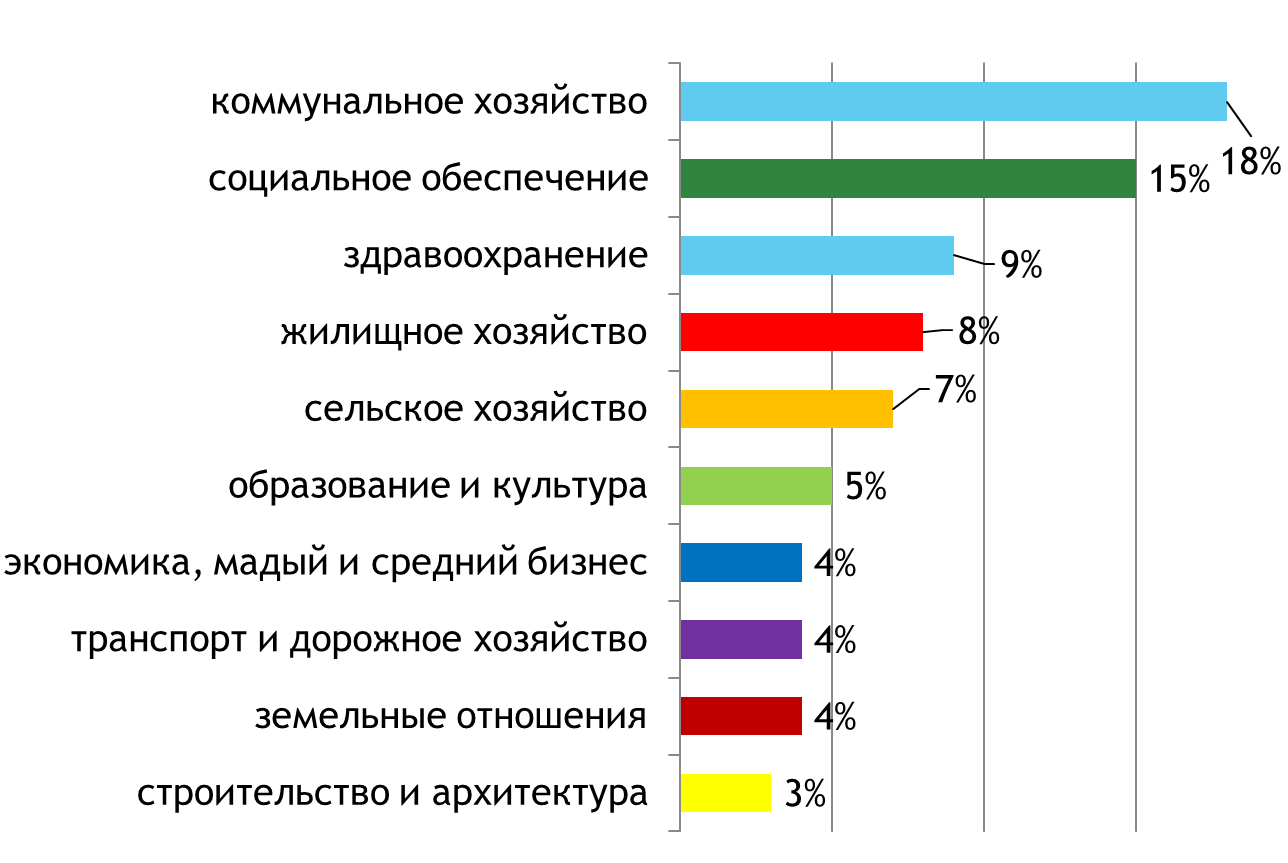 коммунальное хозяйство
18%
социальное обеспечение
15%
здравоохранение
9%
жилищное хозяйство
8%
сельское хозяйство
7%
образование и культура
5%
экономика, мадый и средний бизнес
4%
транспорт и дорожное хозяйство
4%
земельные отношения
4%
строительство и архитектура
3%